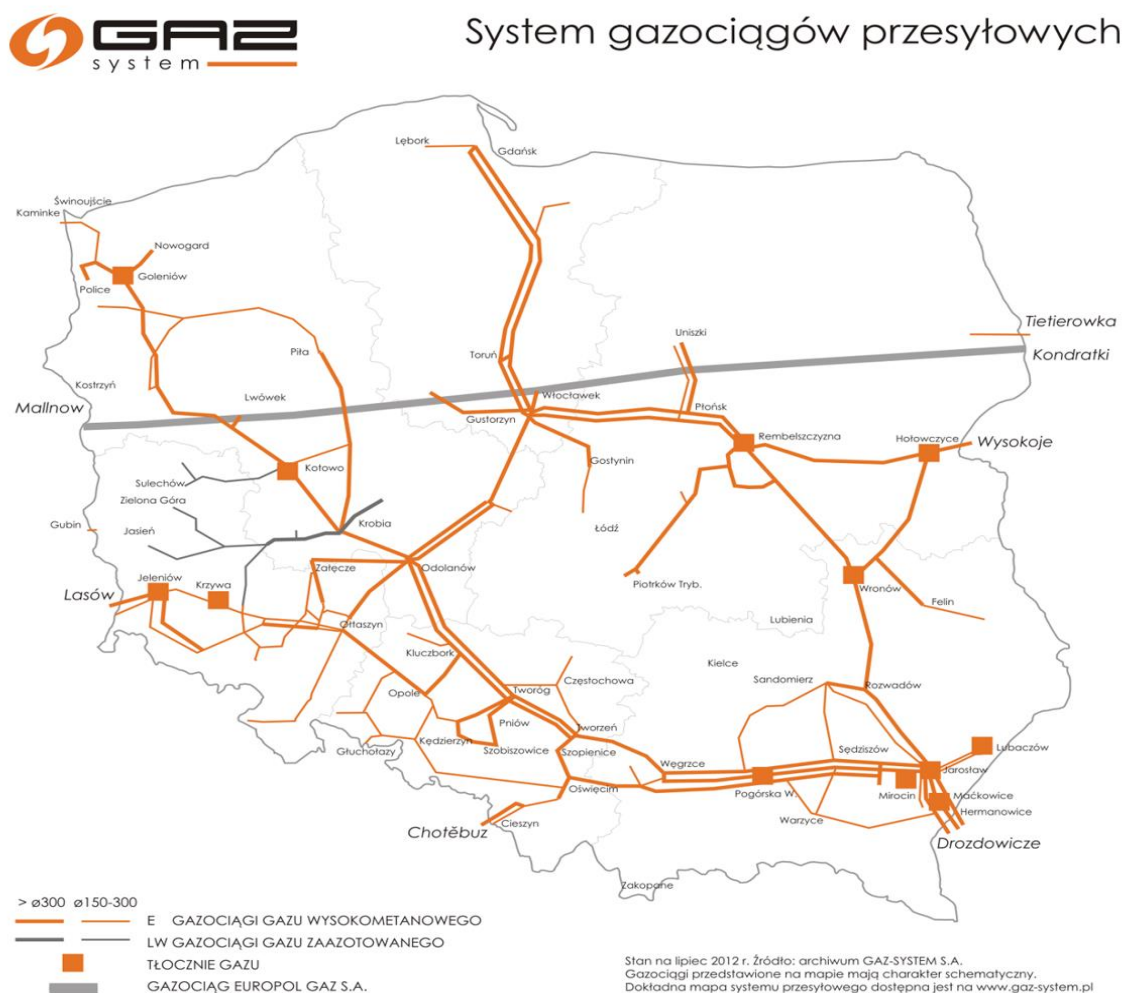 GAZ
system
System gazociągów przesyłowych
Lębork
Gdańsk
Świnoujście
Kaminke
Nowogard
Goleniów
Police
Tietierowka
Uniszki
Kondratki
Toruń
Piła
Kostrzyń
Lwówek
Włocławek
Mallnow
Gustorzyn
Płońsk
Rembelszczyzna
Hołowczyce
Wysokoje
Kotowo
Gostynin
Sulechów
Zielona Góra
Krobia
Gubin
Jasień
Łódź
Załęcze
Odolanów
Jeleniów
Krzywa
Piotrków Tryb.
Wronów
Lasów
Felin
Ołtaszyn
Lubienia
Kluczbork
Kielce
Sandomierz
Rozwadów
Częstochowa
Opole
Tworóg
Pniów
Tworzeń
Kędzierzyn
Głuchołazy
Szobiszowice
Szopienice
Sędziszów
Lubaczów
Węgrzce
Jarosław
Oświęcim
Pogórska W.
Mirocin
Maćkowice
Hermanowice
Cieszyn
Warzyce
Chotěbuz
Drozdowicze
Zakopane
> ø300 ø150-300
E GAZOCIĄGI GAZU WYSOKOMETANOWEGO
LW GAZOCIĄGI GAZU ZAAZOTOWANEGO
TŁOCZNIE GAZU
GAZOCIĄG EUROPOL GAZ S.A.
Stan na lipiec 2012 r. Źródło: archiwum GAZ-SYSTEM S.A.
Gazociągi przedstawione na mapie mają charakter schematyczny.
Dokładna mapa systemu przesyłowego dostępna jest na www.gaz-system.pl